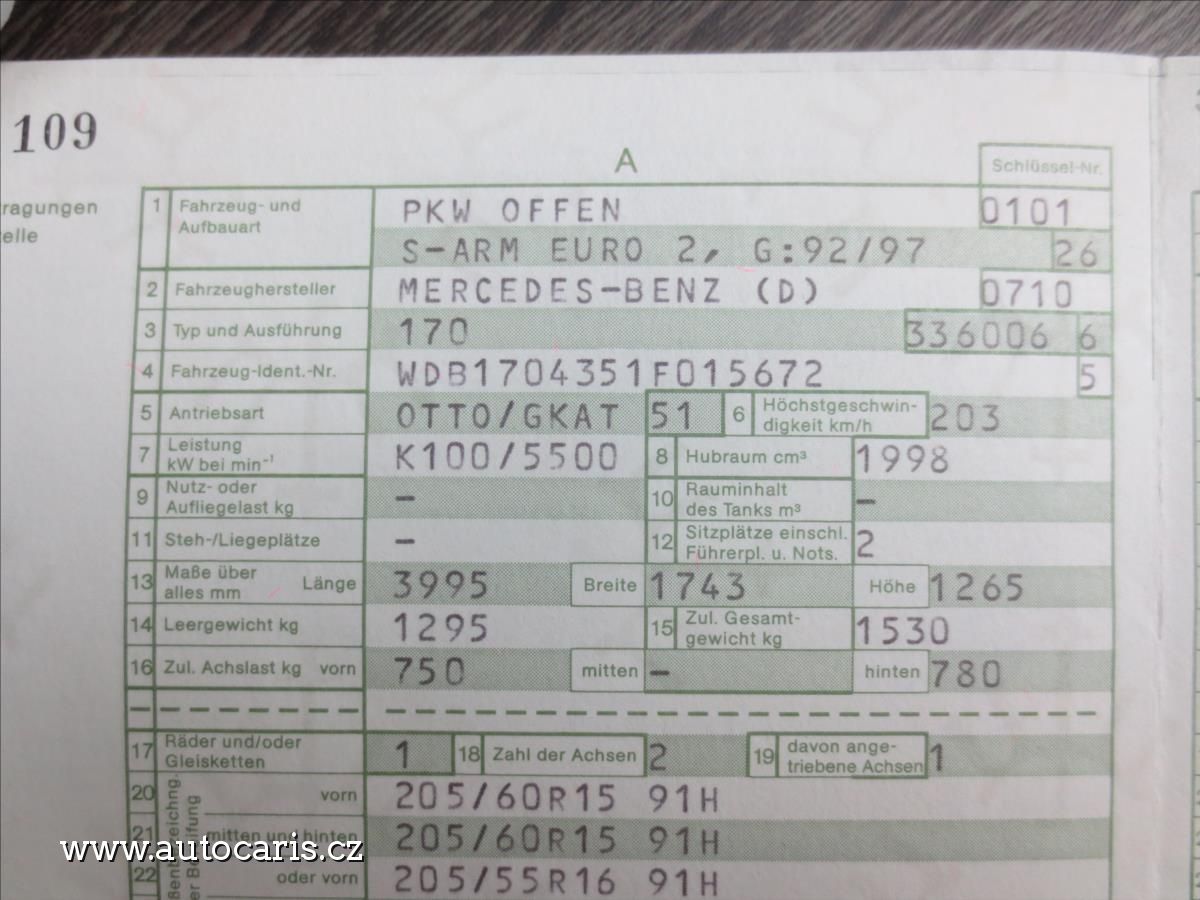 109
A
Schlüssel-Nr.
ragungen
elle
1 Fahrzeug- und Aufbauart PKW OFFEN 0101
S-ARM EURO 2, G:92/97 26
2 Fahrzeughersteller MERCEDES-BENZ (D) 0710
3 Typ und Ausführung 170 336006 6
4 Fahrzeug-Ident.-Nr. WDB1704351F015672 5
5 Antriebsart OTTO/GKAT 51 6 Höchstgeschwin-
digkeit km/h 203
7 Leistung
kW bei min⁻¹ K100/5500 8 Hubraum cm³ 1998
9 Nutz- oder
Aufliegelast kg – 10 Rauminhalt
des Tanks m³ –
11 Steh-/Liegeplätze – 12 Sitzplätze einschl.
Führerpl. u. Nots. 2
13 Maße über
alles mm Länge 3995 Breite 1743 Höhe 1265
14 Leergewicht kg 1295 15 Zul. Gesamt-
gewicht kg 1530
16 Zul. Achslast kg vorn 750 mitten – hinten 780
17 Räder und/oder
Gleisketten 1 18 Zahl der Achsen 2 19 davon ange-
triebene Achsen 1
20 vorn 205/60R15 91H
21 mitten und hinten 205/60R15 91H
22 oder vorn 205/55R16 91H
www.autocaris.cz